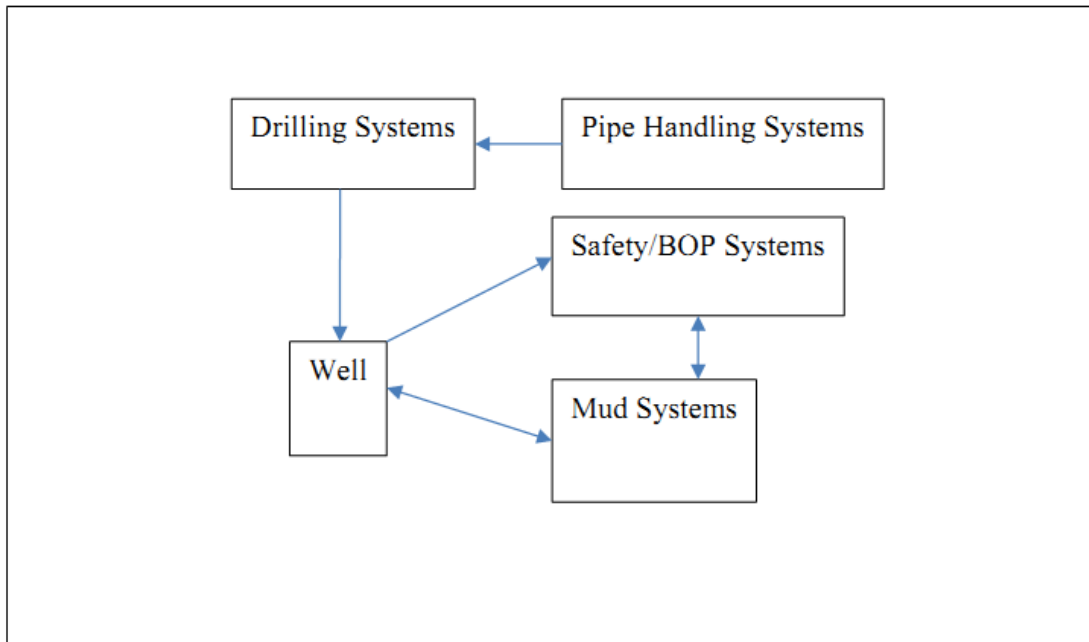 Drilling Systems
Pipe Handling Systems
Safety/BOP Systems
Well
Mud Systems